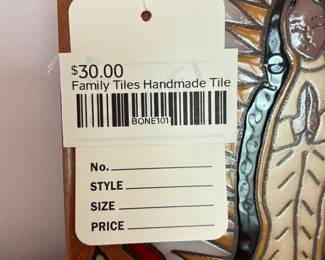 $30.00
Family Tiles Handmade Tile
BONE101
No.
STYLE
SIZE
PRICE